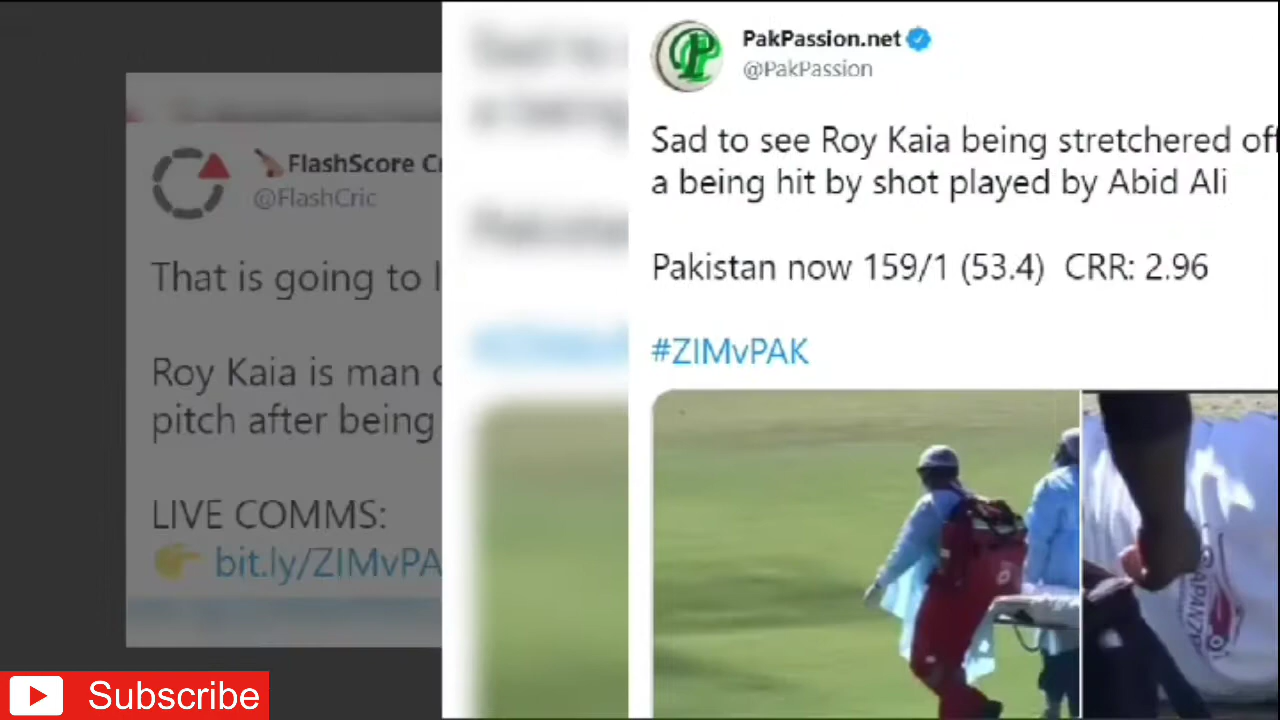 FlashScore
@FlashCric
That is going to
Roy Kaia is man
pitch after being
LIVE COMMS:
bit.ly/ZIMvPA
PakPassion.net
@PakPassion
Sad to see Roy Kaia being stretchered off
a being hit by shot played by Abid Ali
Pakistan now 159/1 (53.4) CRR: 2.96
#ZIMvPAK
Subscribe